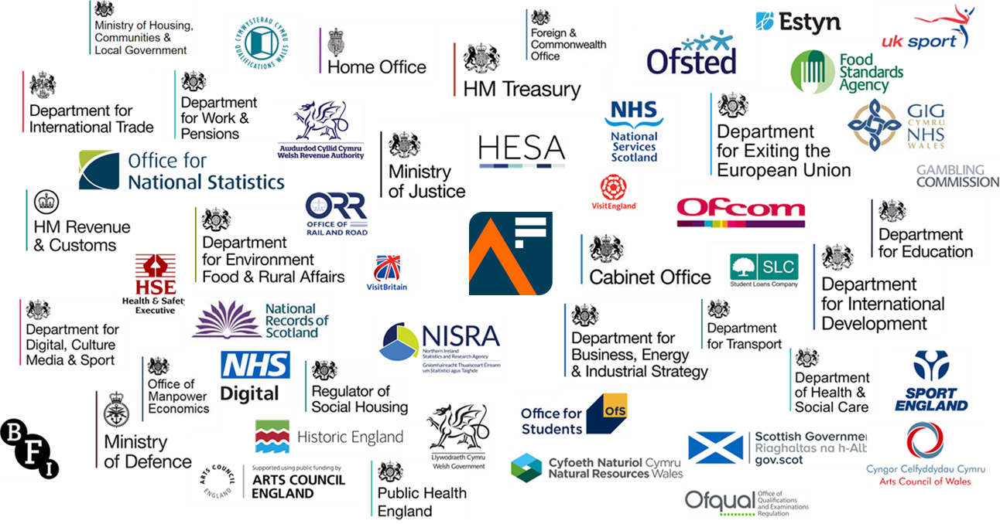 Ministry of Housing,
Communities &
Local Government
CYMWYSTERAU CYMRU
QUALIFICATIONS WALES
Home Office
Foreign &
Commonwealth
Office
HM Treasury
Ofsted
Estyn
uk sport
Food
Standards
Agency
Department for
International Trade
Department
for Work &
Pensions
Awdurdod Cyllid Cymru
Welsh Revenue Authority
Ministry
of Justice
HESA
NHS
National
Services
Scotland
Department
for Exiting the
European Union
GIG
CYMRU
NHS
WALES
GAMBLING
COMMISSION
Office for
National Statistics
HM Revenue
& Customs
Department
for Environment
Food & Rural Affairs
ORR
OFFICE OF
RAIL AND ROAD
VisitEngland
Ofcom
Department
for Education
HSE
Health & Safety
Executive
VisitBritain
Cabinet Office
SLC
Student Loans Company
Department
for International
Development
Department for
Digital, Culture
Media & Sport
National
Records of
Scotland
NISRA
Northern Ireland
Statistics and Research Agency
Gníomhaireacht Thuaisceart Éireann
um Staitisticí agus Taighde
Department for
Business, Energy
& Industrial Strategy
Department
for Transport
Office of
Manpower
Economics
NHS
Digital
Regulator of
Social Housing
Department
of Health &
Social Care
SPORT
ENGLAND
BFI
Ministry
of Defence
Historic England
Llywodraeth Cymru
Welsh Government
Office for
Students
OfS
Scottish Governme
Riaghaltas na h-Alb
gov.scot
Cyngor Celfyddydau Cymru
Arts Council of Wales
ARTS COUNCIL
ENGLAND
Supported using public funding by
ARTS COUNCIL
ENGLAND
Public Health
England
Cyfoeth Naturiol Cymru
Natural Resources Wales
Ofqual
Office of
Qualifications
and Examinations
Regulation